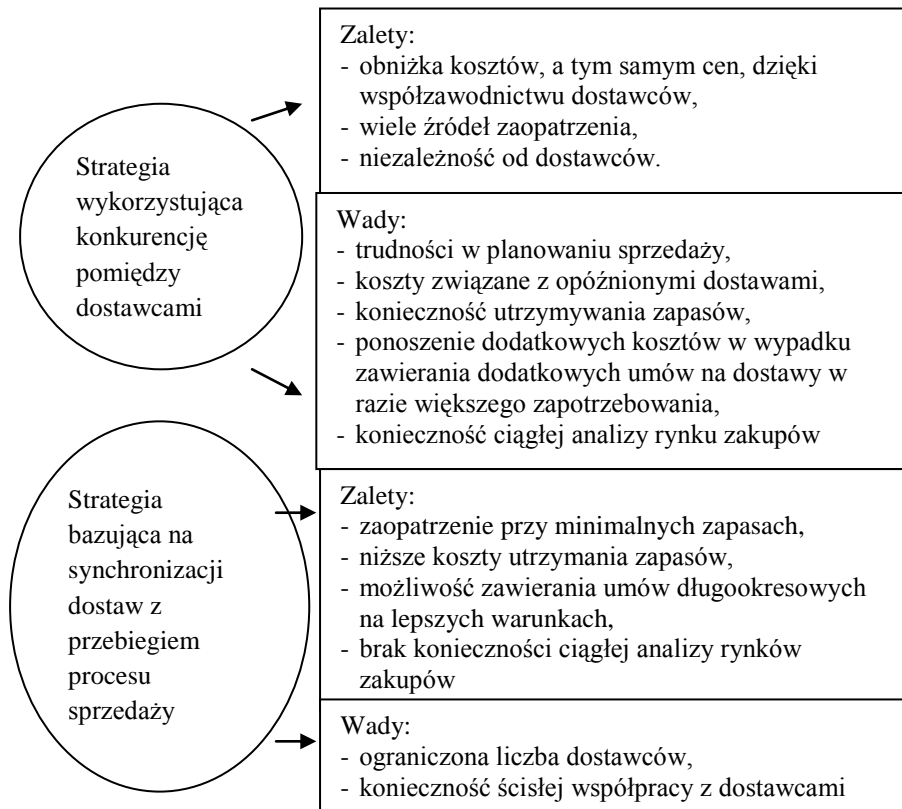 Strategia
wykorzystująca
konkurencję
pomiędzy
dostawcami
Zalety:
- obniżka kosztów, a tym samym cen, dzięki
współzawodnictwu dostawców,
- wiele źródeł zaopatrzenia,
- niezależność od dostawców.
Wady:
- trudności w planowaniu sprzedaży,
- koszty związane z opóźnionymi dostawami,
- konieczność utrzymywania zapasów,
- ponoszenie dodatkowych kosztów w wypadku
zawierania dodatkowych umów na dostawy w
razie większego zapotrzebowania,
- konieczność ciągłej analizy rynku zakupów
Strategia
bazująca na
synchronizacji
dostaw z
przebiegiem
procesu
sprzedaży
Zalety:
- zaopatrzenie przy minimalnych zapasach,
- niższe koszty utrzymania zapasów,
- możliwość zawierania umów długookresowych
na lepszych warunkach,
- brak konieczności ciągłej analizy rynków
zakupów
Wady:
- ograniczona liczba dostawców,
- konieczność ścisłej współpracy z dostawcami